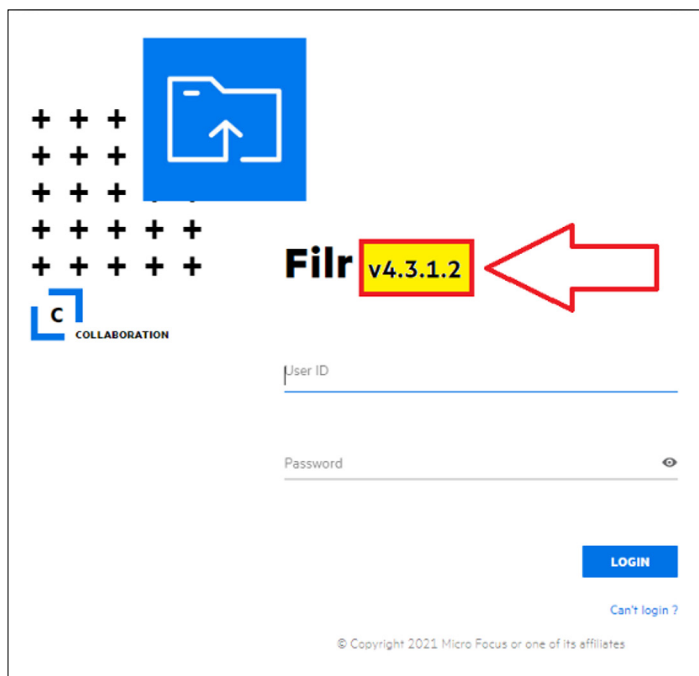 Filr v4.3.1.2
C
COLLABORATION
User ID
Password
LOGIN
Can't login ?
© Copyright 2021 Micro Focus or one of its affiliates